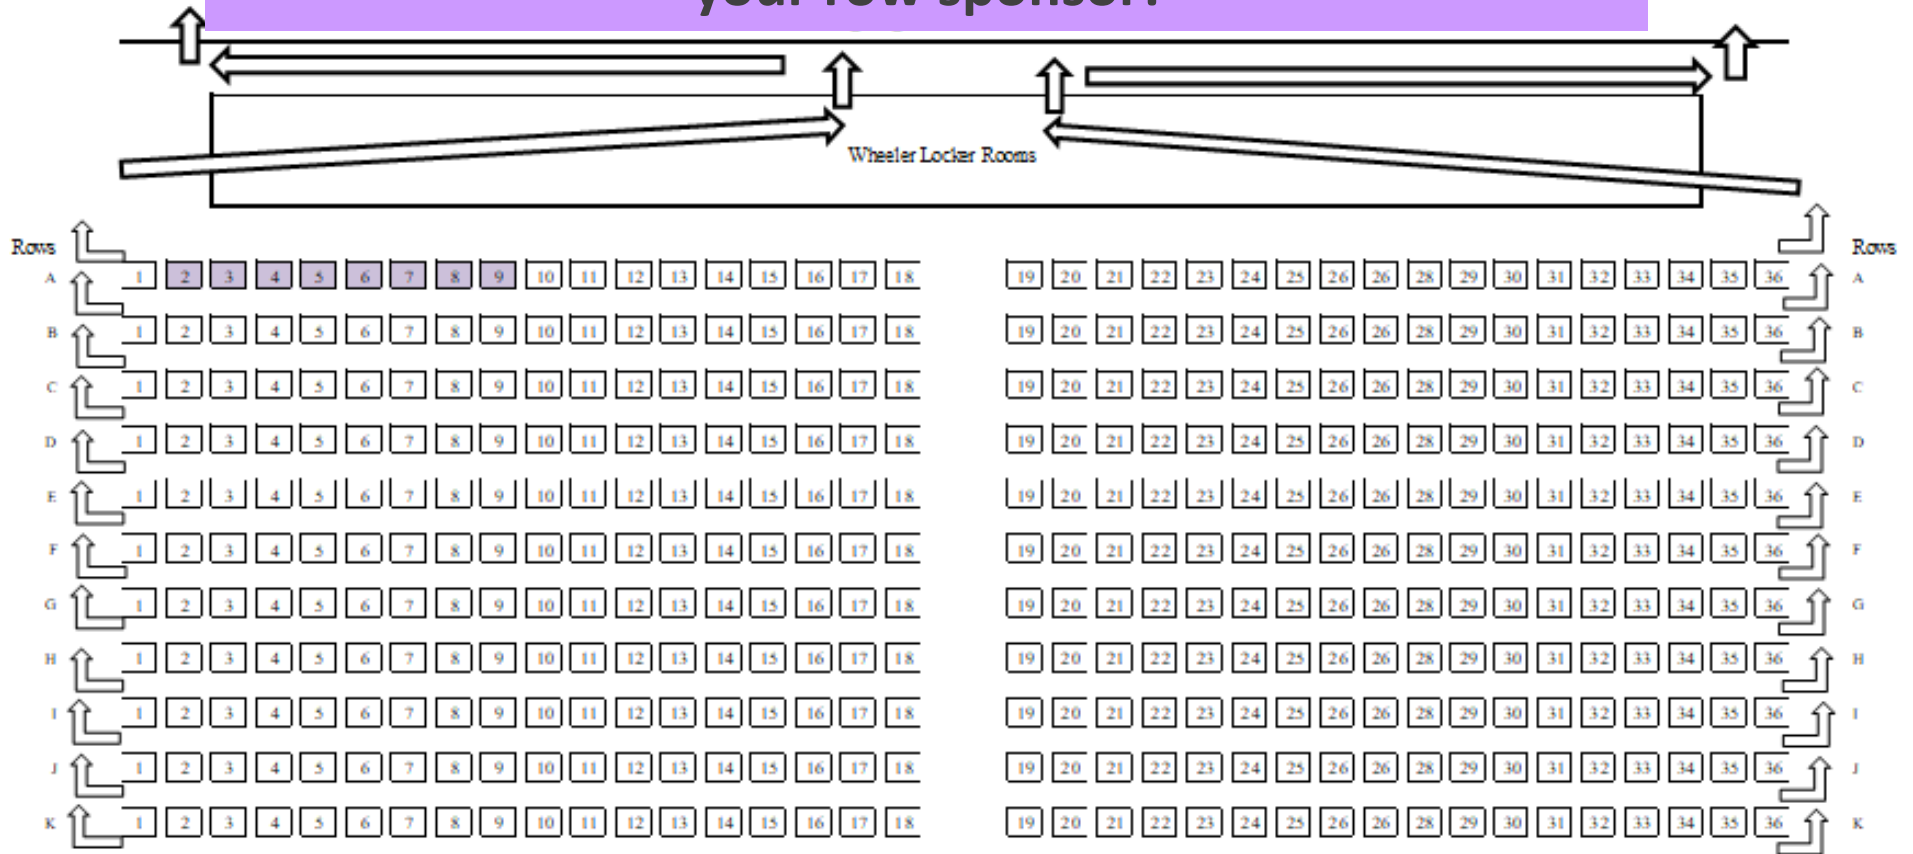 your row sponsor!
Wheeler Locker Rooms
Rows Rows
A 1 2 3 4 5 6 7 8 9 10 11 12 13 14 15 16 17 18 19 20 21 22 23 24 25 26 26 28 29 30 31 32 33 34 35 36 A
B 1 2 3 4 5 6 7 8 9 10 11 12 13 14 15 16 17 18 19 20 21 22 23 24 25 26 26 28 29 30 31 32 33 34 35 36 B
C 1 2 3 4 5 6 7 8 9 10 11 12 13 14 15 16 17 18 19 20 21 22 23 24 25 26 26 28 29 30 31 32 33 34 35 36 C
D 1 2 3 4 5 6 7 8 9 10 11 12 13 14 15 16 17 18 19 20 21 22 23 24 25 26 26 28 29 30 31 32 33 34 35 36 D
E 1 2 3 4 5 6 7 8 9 10 11 12 13 14 15 16 17 18 19 20 21 22 23 24 25 26 26 28 29 30 31 32 33 34 35 36 E
F 1 2 3 4 5 6 7 8 9 10 11 12 13 14 15 16 17 18 19 20 21 22 23 24 25 26 26 28 29 30 31 32 33 34 35 36 F
G 1 2 3 4 5 6 7 8 9 10 11 12 13 14 15 16 17 18 19 20 21 22 23 24 25 26 26 28 29 30 31 32 33 34 35 36 G
H 1 2 3 4 5 6 7 8 9 10 11 12 13 14 15 16 17 18 19 20 21 22 23 24 25 26 26 28 29 30 31 32 33 34 35 36 H
I 1 2 3 4 5 6 7 8 9 10 11 12 13 14 15 16 17 18 19 20 21 22 23 24 25 26 26 28 29 30 31 32 33 34 35 36 I
J 1 2 3 4 5 6 7 8 9 10 11 12 13 14 15 16 17 18 19 20 21 22 23 24 25 26 26 28 29 30 31 32 33 34 35 36 J
K 1 2 3 4 5 6 7 8 9 10 11 12 13 14 15 16 17 18 19 20 21 22 23 24 25 26 26 28 29 30 31 32 33 34 35 36 K